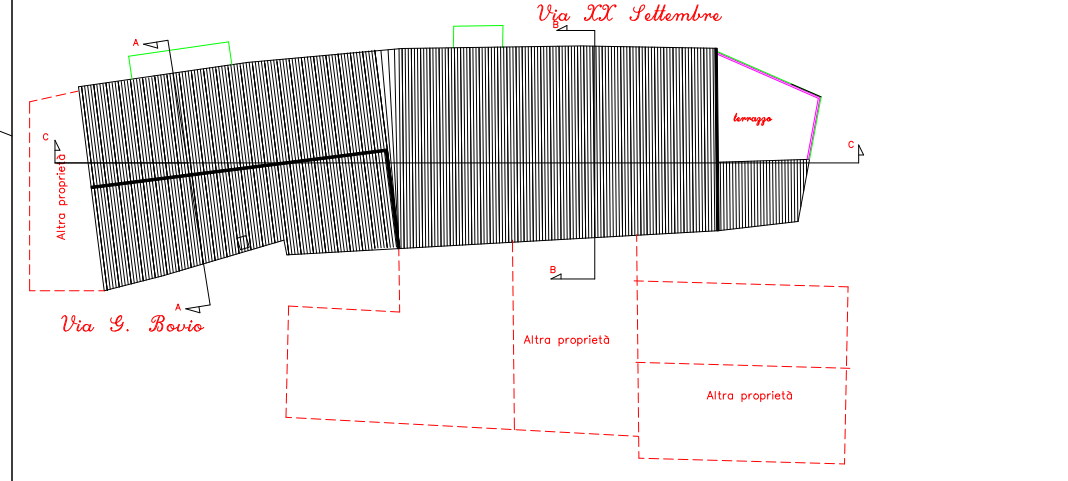 Via XX Settembre
B
A
C
C
terrazzo
Altra proprietà
B
A
Via G. Bovio
Altra proprietà
Altra proprietà